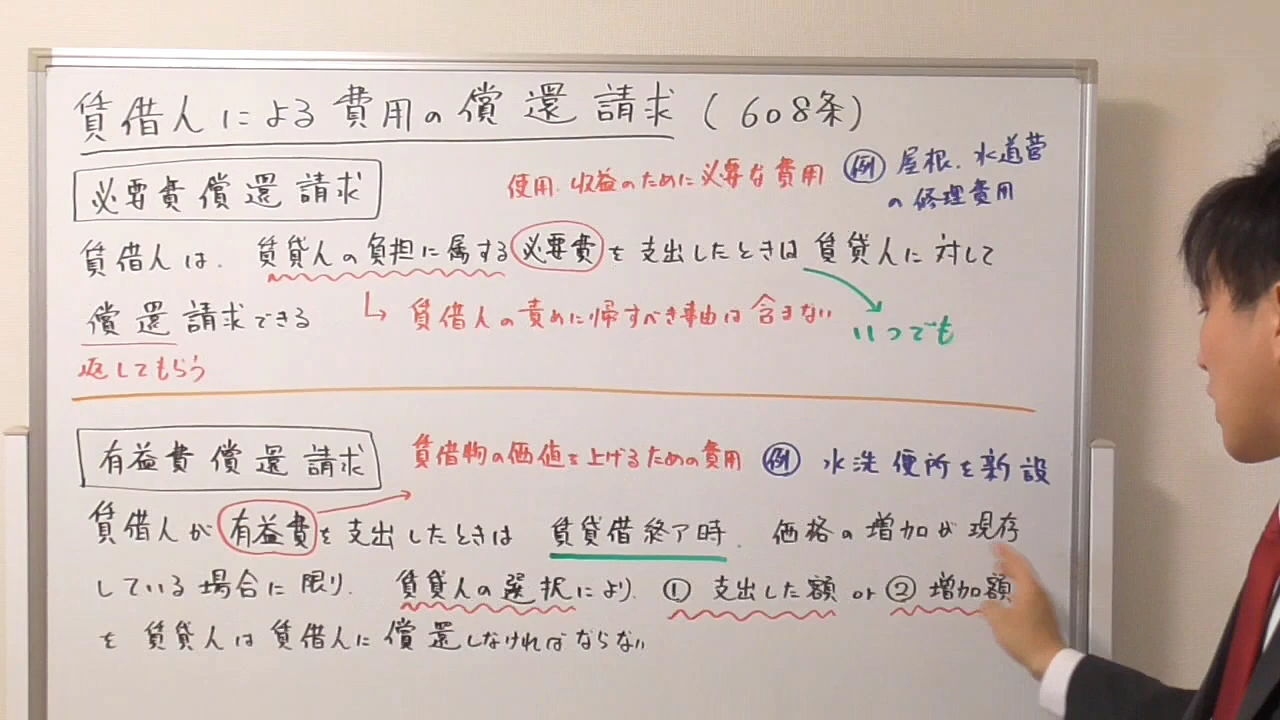 賃借人による費用の償還請求(608条)
必要費償還請求
使用.収益のために必要な費用
例 屋根.水道管
の修理費用
賃借人は.賃貸人の負担に属する必要費を支出したときは賃貸人に対して
償還請求できる
↳ 賃借人の責めに帰すべき事由は含まない
いつでも
返してもらう
有益費償還請求
賃借物の価値を上げるための費用
例 水洗便所を新設
賃借人が有益費を支出したときは 賃貸借終了時.価格の増加が現存
している場合に限り.賃貸人の選択により.①支出した額or②増加額
を賃貸人は賃借人に償還しなければならない